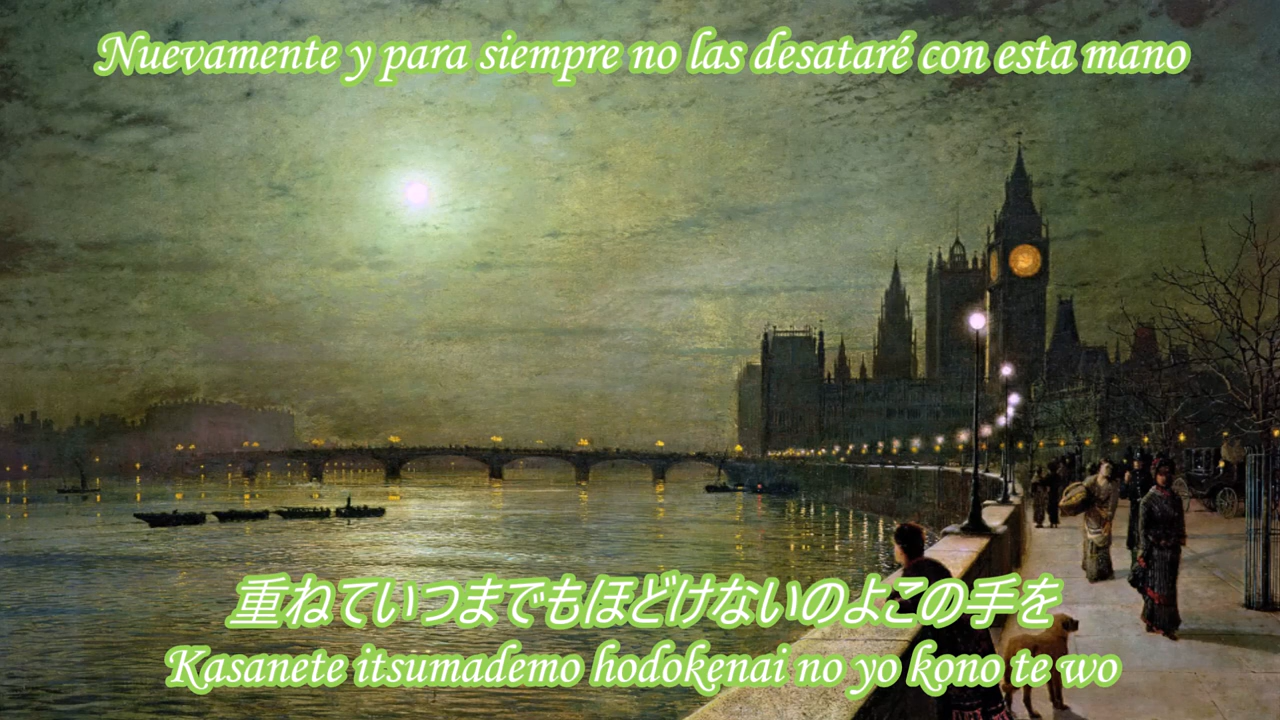 Nuevamente y para siempre no las desataré con esta mano
重ねていつまでもほどけないのよこの手を
Kasanete itsumademo hodokenai no yo kono te wo